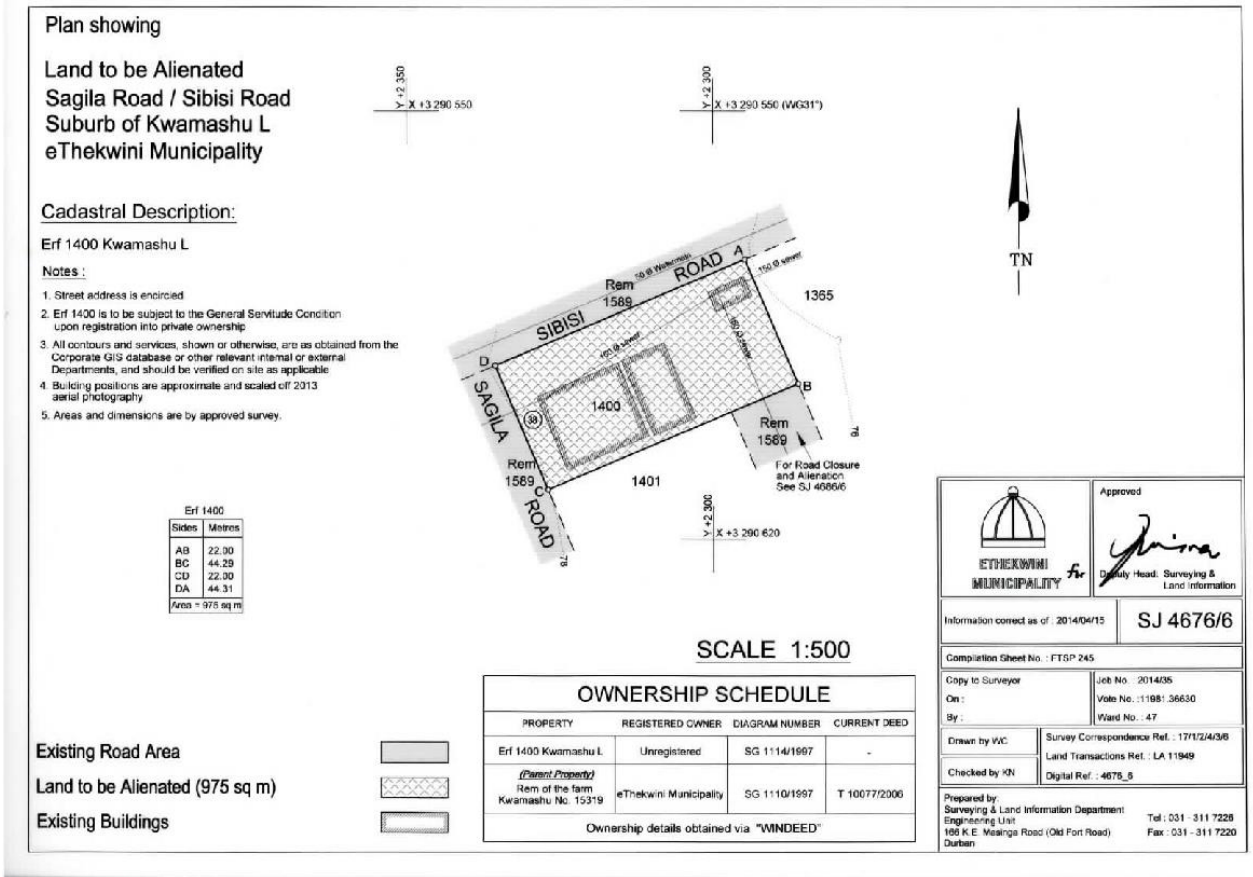 Plan showing
Land to be Alienated
Sagila Road / Sibisi Road
Suburb of Kwamashu L
eThekwini Municipality
Cadastral Description:
Erf 1400 Kwamashu L
Notes :
1. Street address is encircled
2. Erf 1400 is to be subject to the General Servitude Condition
upon registration into private ownership
3. All contours and services, shown or otherwise, are as obtained from the
Corporate GIS database or other relevant internal or external
Departments, and should be verified on site as applicable
4. Building positions are approximate and scaled off 2013
aerial photography
5. Areas and dimensions are by approved survey.
Y +2 350
X +3 290 550
Y +2 300
X +3 290 550 (WG31°)
TN
50 Ø Watermain
A
150 Ø sewer
ROAD
Rem
1589
1365
SIBISI
160 Ø sewer
D
SAGILA
B
1400
38
Rem
1589
76
For Road Closure
and Alienation
See SJ 4686/6
Rem
1589
C
1401
ROAD
78
Y +2 300
X +3 290 620
Erf 1400
Sides Metres
AB 22.00
BC 44.29
CD 22.00
DA 44.31
Area = 975 sq m
SCALE 1:500
OWNERSHIP SCHEDULE
PROPERTY REGISTERED OWNER DIAGRAM NUMBER CURRENT DEED
Erf 1400 Kwamashu L Unregistered SG 1114/1997 -
(Parent Property)
Rem of the farm
Kwamashu No. 15319 eThekwini Municipality SG 1110/1997 T 10077/2006
Ownership details obtained via "WINDEED"
Existing Road Area
Land to be Alienated (975 sq m)
Existing Buildings
ETHEKWINI
MUNICIPALITY
Approved
for
Deputy Head: Surveying &
Land Information
Information correct as of : 2014/04/15
SJ 4676/6
Compilation Sheet No. : FTSP 245
Copy to Surveyor
On :
By :
Job No. : 2014/35
Vote No. :11981.36630
Ward No. : 47
Drawn by WC
Checked by KN
Survey Correspondence Ref. : 17/1/2/4/3/6
Land Transactions Ref. : LA 11949
Digital Ref. : 4676_6
Prepared by:
Surveying & Land Information Department
Engineering Unit
166 K.E. Masinga Road (Old Fort Road)
Durban
Tel : 031 - 311 7226
Fax : 031 - 311 7220